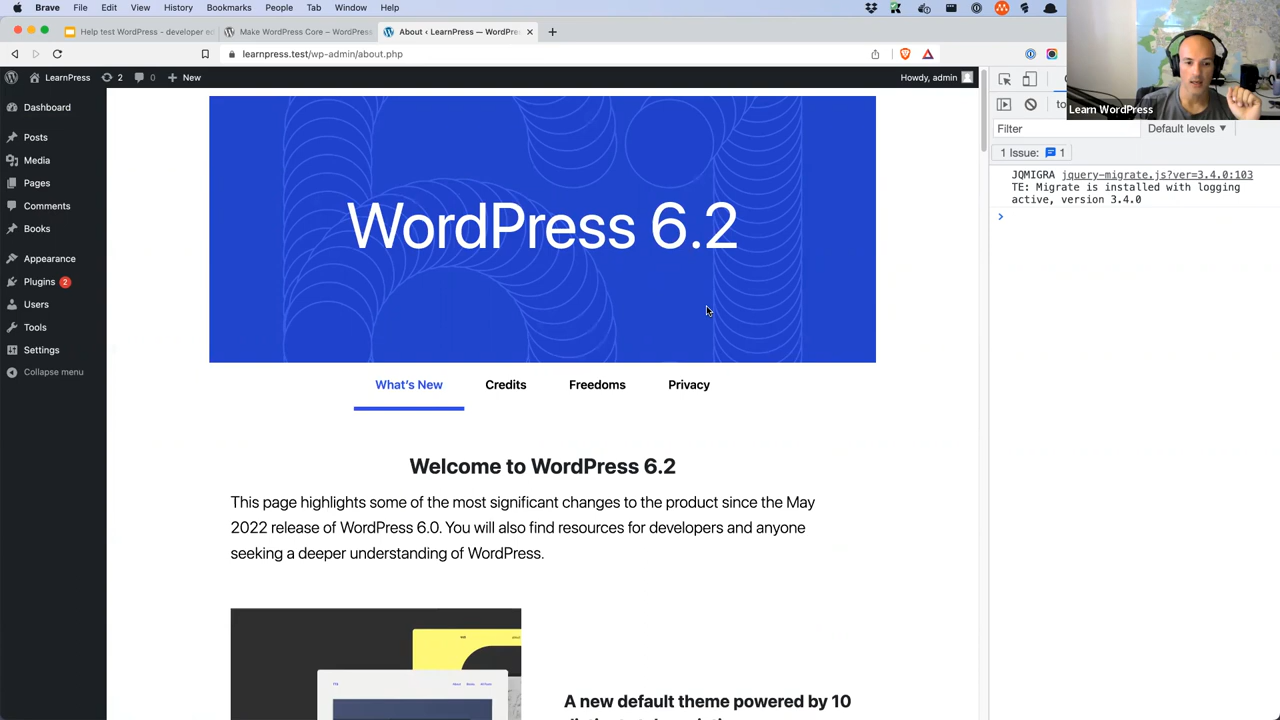 Brave File Edit View History Bookmarks People Tab Window Help
Help test WordPress - developer ed
Make WordPress Core – WordPress
About ‹ LearnPress — WordPre
learnpress.test/wp-admin/about.php
LearnPress 2 0 New
Howdy, admin
Dashboard
Posts
Media
Pages
Comments
Books
Appearance
Plugins 2
Users
Tools
Settings
Collapse menu
WordPress 6.2
What's New Credits Freedoms Privacy
Welcome to WordPress 6.2
This page highlights some of the most significant changes to the product since the May
2022 release of WordPress 6.0. You will also find resources for developers and anyone
seeking a deeper understanding of WordPress.
A new default theme powered by 10
Learn WordPress
to
Filter
Default levels ▼
1 Issue: 1
JQMIGRA jquery-migrate.js?ver=3.4.0:103
TE: Migrate is installed with logging
active, version 3.4.0